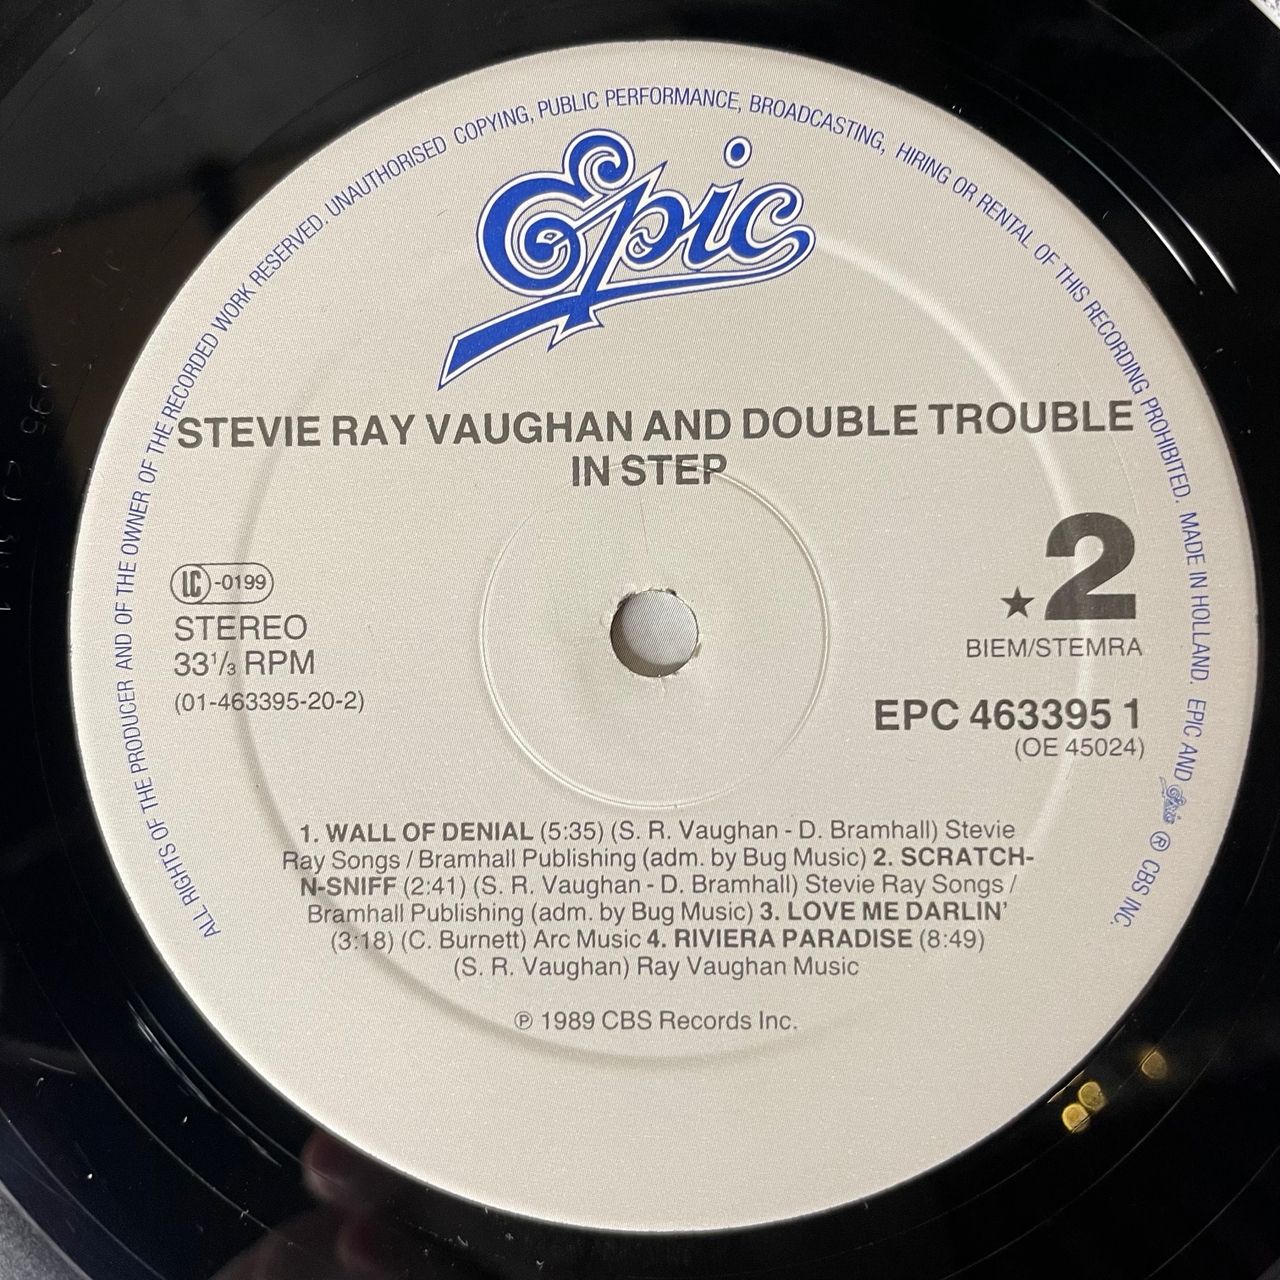 ALL RIGHTS OF THE PRODUCER AND OF THE OWNER OF THE RECORDED WORK RESERVED. UNAUTHORISED COPYING, PUBLIC PERFORMANCE, BROADCASTING, HIRING OR RENTAL OF THIS RECORDING PROHIBITED. MADE IN HOLLAND. EPIC AND Epic ® CBS INC.
Epic
STEVIE RAY VAUGHAN AND DOUBLE TROUBLE
IN STEP
LC-0199
STEREO
33⅓ RPM
(01-463395-20-2)
★2
BIEM/STEMRA
EPC 463395 1
(OE 45024)
1. WALL OF DENIAL (5:35) (S. R. Vaughan - D. Bramhall) Stevie
Ray Songs / Bramhall Publishing (adm. by Bug Music) 2. SCRATCH-
N-SNIFF (2:41) (S. R. Vaughan - D. Bramhall) Stevie Ray Songs /
Bramhall Publishing (adm. by Bug Music) 3. LOVE ME DARLIN'
(3:18) (C. Burnett) Arc Music 4. RIVIERA PARADISE (8:49)
(S. R. Vaughan) Ray Vaughan Music
℗ 1989 CBS Records Inc.